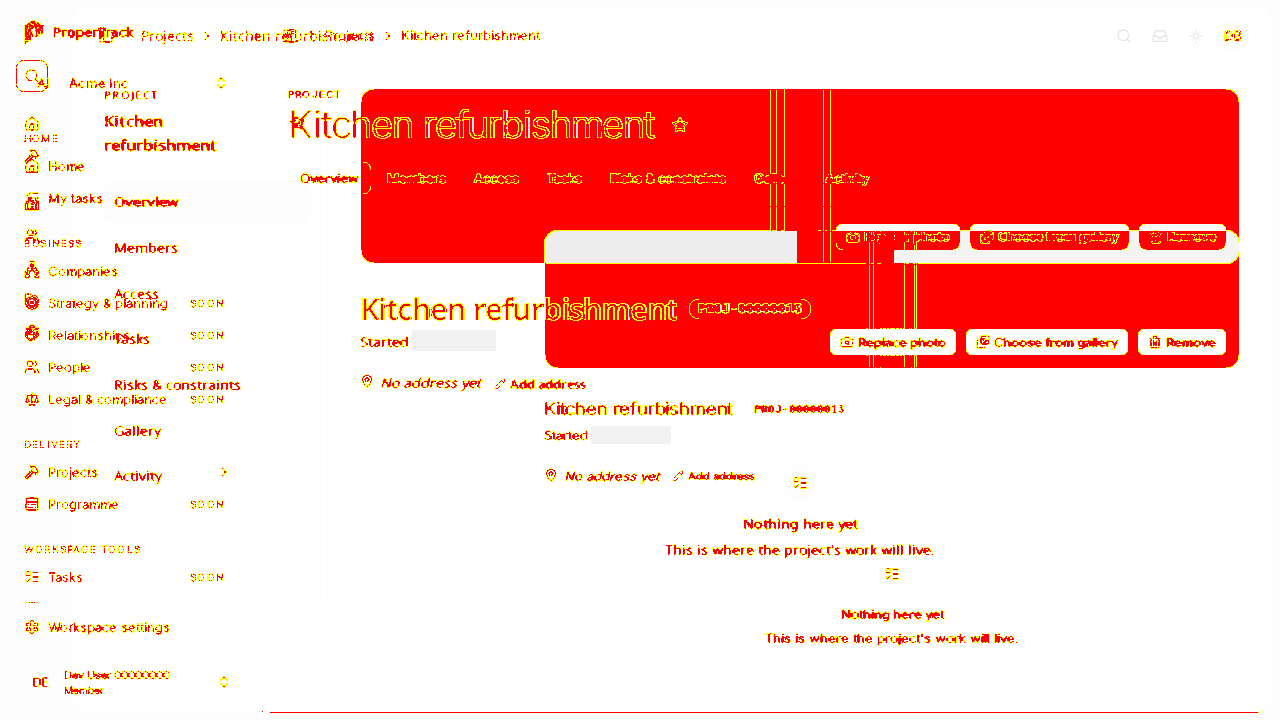 ProperTrack
Projects > Kitchen refurbishment
Projects > Kitchen refurbishment
Acme Inc
PROJECT
Kitchen
refurbishment
PROJECT
Kitchen refurbishment
HOME
Home
My tasks
Overview
Members
Access
Tasks
Risks & constraints
Activity
Overview
Members
Access
Tasks
Risks & constraints
Gallery
Activity
BUSINESS
Companies
Strategy & planning SOON
Relationships SOON
People SOON
Legal & compliance SOON
DELIVERY
Projects
Programme SOON
WORKSPACE TOOLS
Tasks SOON
Workspace settings
DE
Dev User 00000000
Member
Choose from gallery
Remove
Kitchen refurbishment PROJ-00000013
Started
No address yet Add address
Replace photo Choose from gallery Remove
Kitchen refurbishment PROJ-00000013
Started
No address yet Add address
Nothing here yet
This is where the project's work will live.
Nothing here yet
This is where the project's work will live.